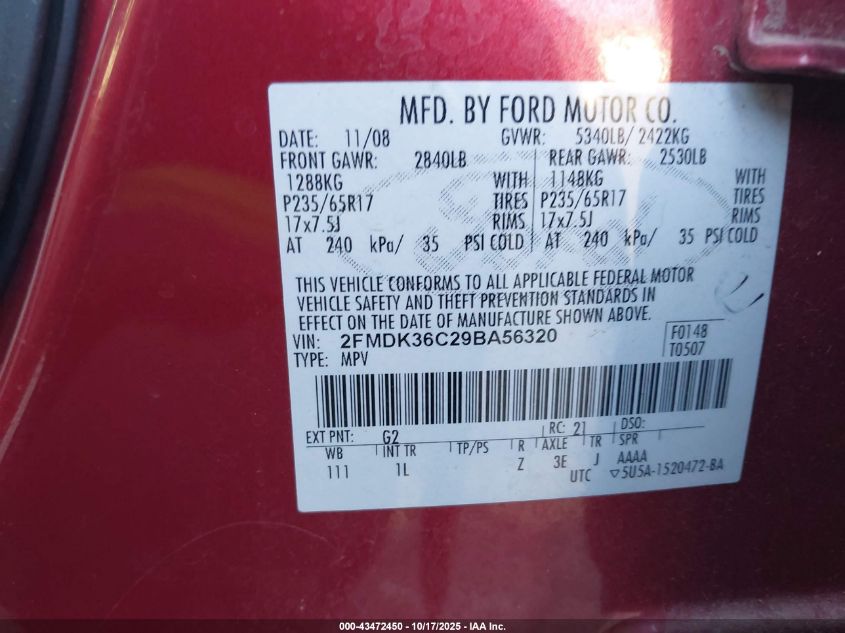 MFD. BY FORD MOTOR CO.
DATE: 11/08 GVWR: 5340LB/ 2422KG
FRONT GAWR: 2840LB REAR GAWR: 2530LB
1288KG WITH 1148KG WITH
P235/65R17 TIRES P235/65R17 TIRES
17x7.5J RIMS 17x7.5J RIMS
AT 240 kPa/ 35 PSI COLD AT 240 kPa/ 35 PSI COLD
THIS VEHICLE CONFORMS TO ALL APPLICABLE FEDERAL MOTOR
VEHICLE SAFETY AND THEFT PREVENTION STANDARDS IN
EFFECT ON THE DATE OF MANUFACTURE SHOWN ABOVE.
VIN: 2FMDK36C29BA56320 F0148
TYPE: MPV T0507
EXT PNT: G2 RC: 21 DSO:
WB INT TR TP/PS R AXLE TR SPR
111 1L Z 3E J AAAA
UTC ▽5U5A-1520472-BA
000-43472450 | 10/17/2025 | IAA Inc.